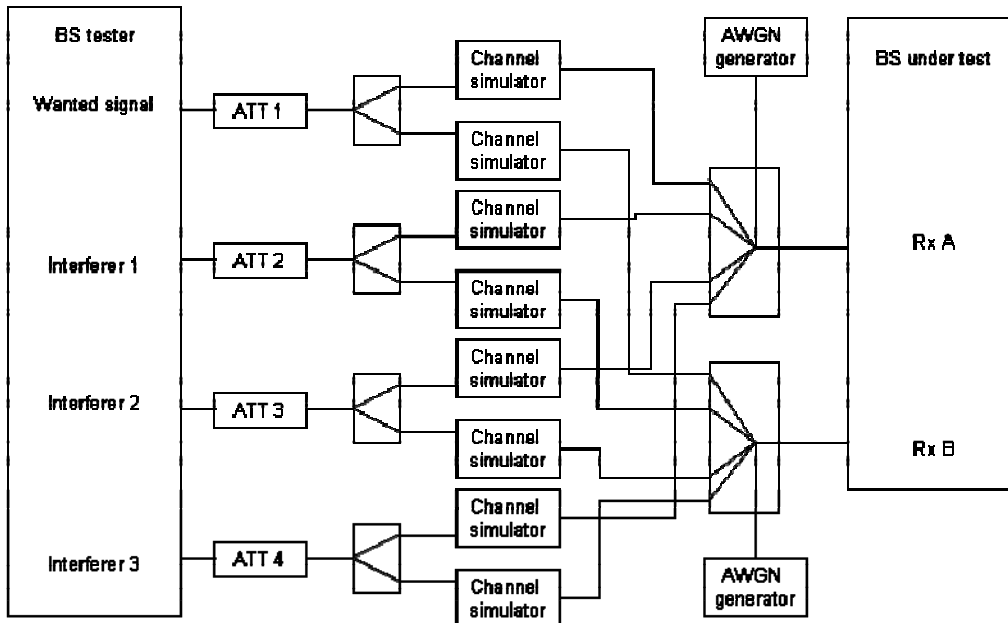 BS tester
Wanted signal
Interferer 1
Interferer 2
Interferer 3
ATT 1
ATT 2
ATT 3
ATT 4
Channel
simulator
Channel
simulator
Channel
simulator
Channel
simulator
Channel
simulator
Channel
simulator
Channel
simulator
Channel
simulator
AWGN
generator
AWGN
generator
BS under test
Rx A
Rx B